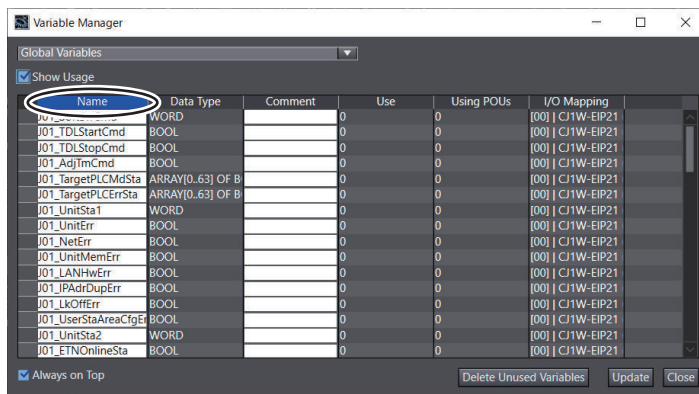 Variable Manager
Global Variables
Show Usage
Name Data Type Comment Use Using POUs I/O Mapping
WORD 0 0 [00] | CJ1W-EIP21
J01_TDLStartCmd BOOL 0 0 [00] | CJ1W-EIP21
J01_TDLStopCmd BOOL 0 0 [00] | CJ1W-EIP21
J01_AdjTmCmd BOOL 0 0 [00] | CJ1W-EIP21
J01_TargetPLCMdSta ARRAY[0..63] OF B 0 0 [00] | CJ1W-EIP21
J01_TargetPLCErrSta ARRAY[0..63] OF B 0 0 [00] | CJ1W-EIP21
J01_UnitSta1 WORD 0 0 [00] | CJ1W-EIP21
J01_UnitErr BOOL 0 0 [00] | CJ1W-EIP21
J01_NetErr BOOL 0 0 [00] | CJ1W-EIP21
J01_UnitMemErr BOOL 0 0 [00] | CJ1W-EIP21
J01_LANHwErr BOOL 0 0 [00] | CJ1W-EIP21
J01_IPAdrDupErr BOOL 0 0 [00] | CJ1W-EIP21
J01_LkOffErr BOOL 0 0 [00] | CJ1W-EIP21
J01_UserStaAreaCfgEr BOOL 0 0 [00] | CJ1W-EIP21
J01_UnitSta2 WORD 0 0 [00] | CJ1W-EIP21
J01_ETNOnlineSta BOOL 0 0 [00] | CJ1W-EIP21
Always on Top Delete Unused Variables Update Close